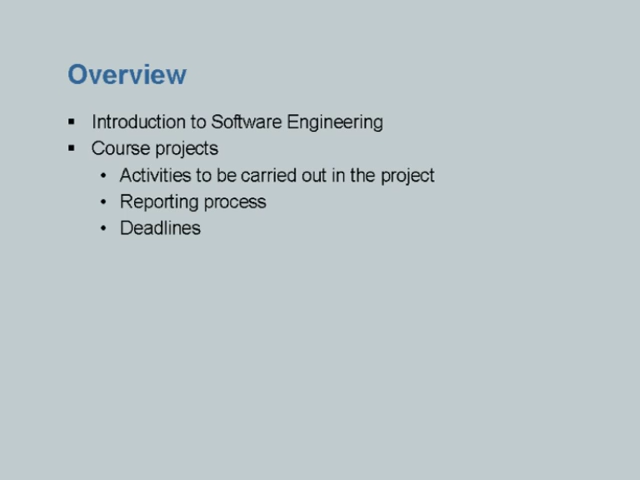 Overview
▪ Introduction to Software Engineering
▪ Course projects
• Activities to be carried out in the project
• Reporting process
• Deadlines